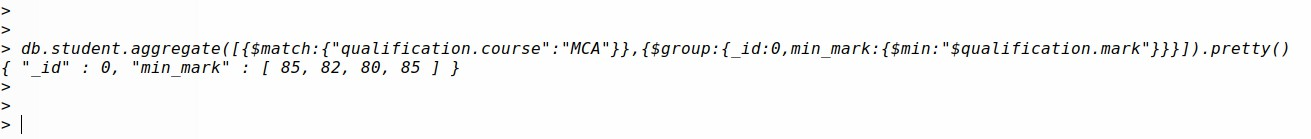 >
>
> db.student.aggregate([{$match:{"qualification.course":"MCA"}},{$group:{_id:0,min_mark:{$min:"$qualification.mark"}}}]).pretty()
{ "_id" : 0, "min_mark" : [ 85, 82, 80, 85 ] }
>
>
>